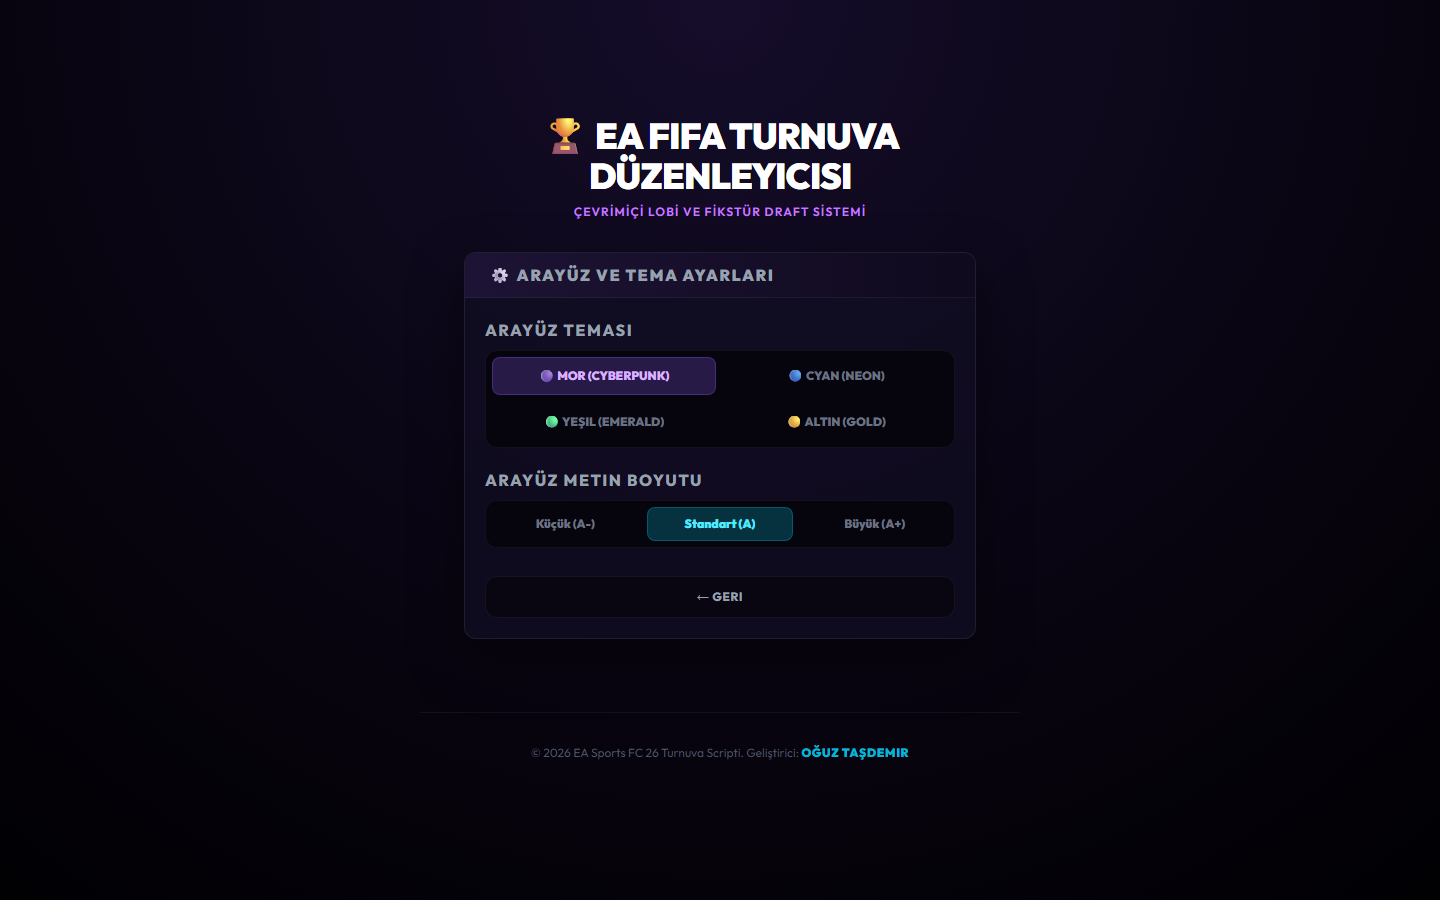 🏆 EA FIFA TURNUVA
DÜZENLEYICISI
ÇEVRİMİÇİ LOBİ VE FİKSTÜR DRAFT SİSTEMİ
⚙ ARAYÜZ VE TEMA AYARLARI
ARAYÜZ TEMASI
🟣 MOR (CYBERPUNK)
🔵 CYAN (NEON)
🟢 YEŞIL (EMERALD)
🟡 ALTIN (GOLD)
ARAYÜZ METIN BOYUTU
Küçük (A-)
Standart (A)
Büyük (A+)
← GERI
© 2026 EA Sports FC 26 Turnuva Scripti. Geliştirici: OĞUZ TAŞDEMIR